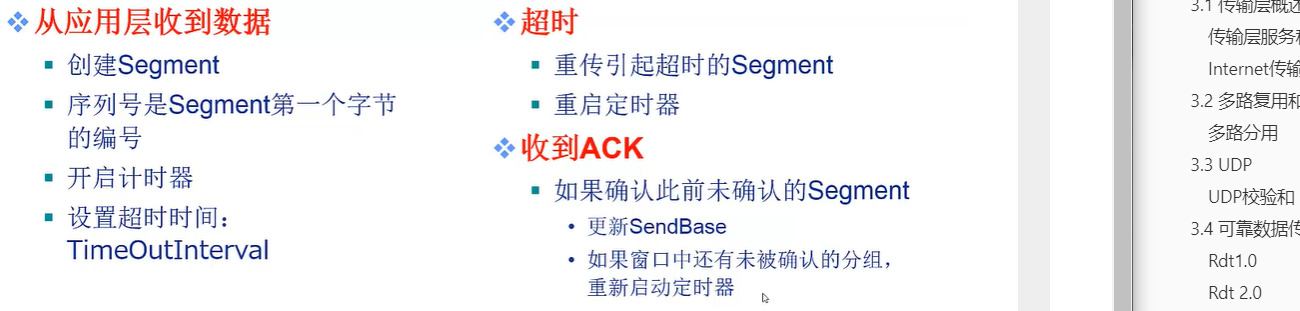 从应用层收到数据
创建Segment
序列号是Segment第一个字节
的编号
开启计时器
设置超时时间：
TimeOutInterval
超时
重传引起超时的Segment
重启定时器
收到ACK
如果确认此前未确认的Segment
更新SendBase
如果窗口中还有未被确认的分组，
重新启动定时器
3.1 传输层概述
传输层服务
Internet传输
3.2 多路复用和
多路分用
3.3 UDP
UDP校验和
3.4 可靠数据传
Rdt1.0
Rdt 2.0